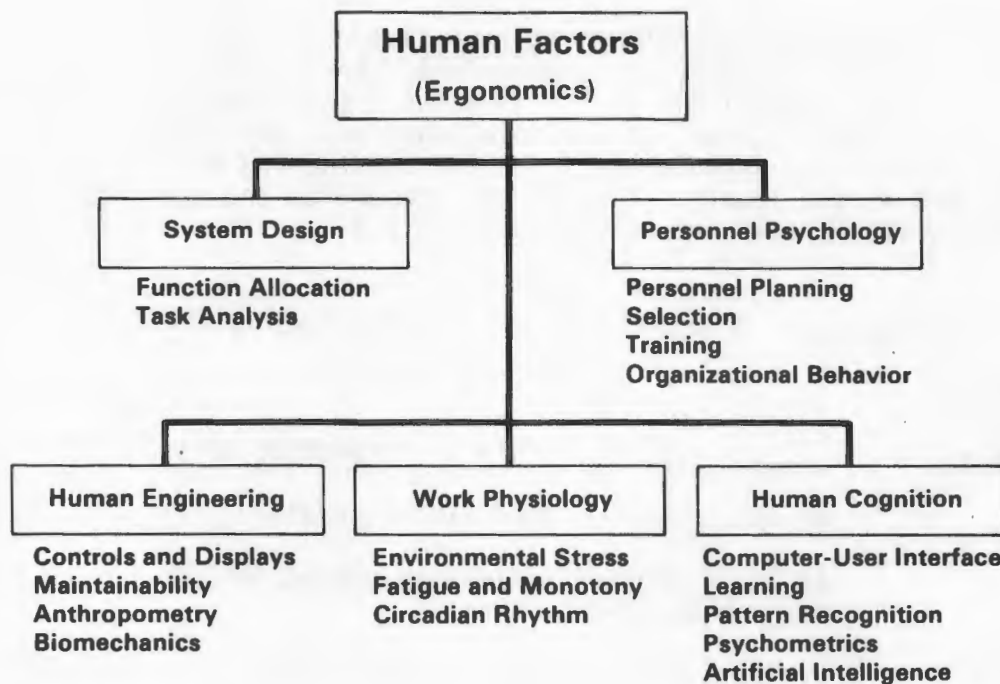 Human Factors
(Ergonomics)
System Design
Function Allocation
Task Analysis
Personnel Psychology
Personnel Planning
Selection
Training
Organizational Behavior
Human Engineering
Controls and Displays
Maintainability
Anthropometry
Biomechanics
Work Physiology
Environmental Stress
Fatigue and Monotony
Circadian Rhythm
Human Cognition
Computer-User Interface
Learning
Pattern Recognition
Psychometrics
Artificial Intelligence